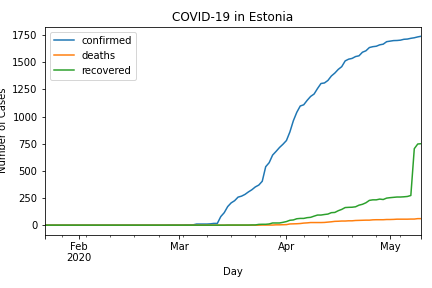 COVID-19 in Estonia
confirmed
deaths
recovered
1750
1500
1250
1000
750
500
250
0
Number of Cases
Feb
2020
Mar
Apr
May
Day